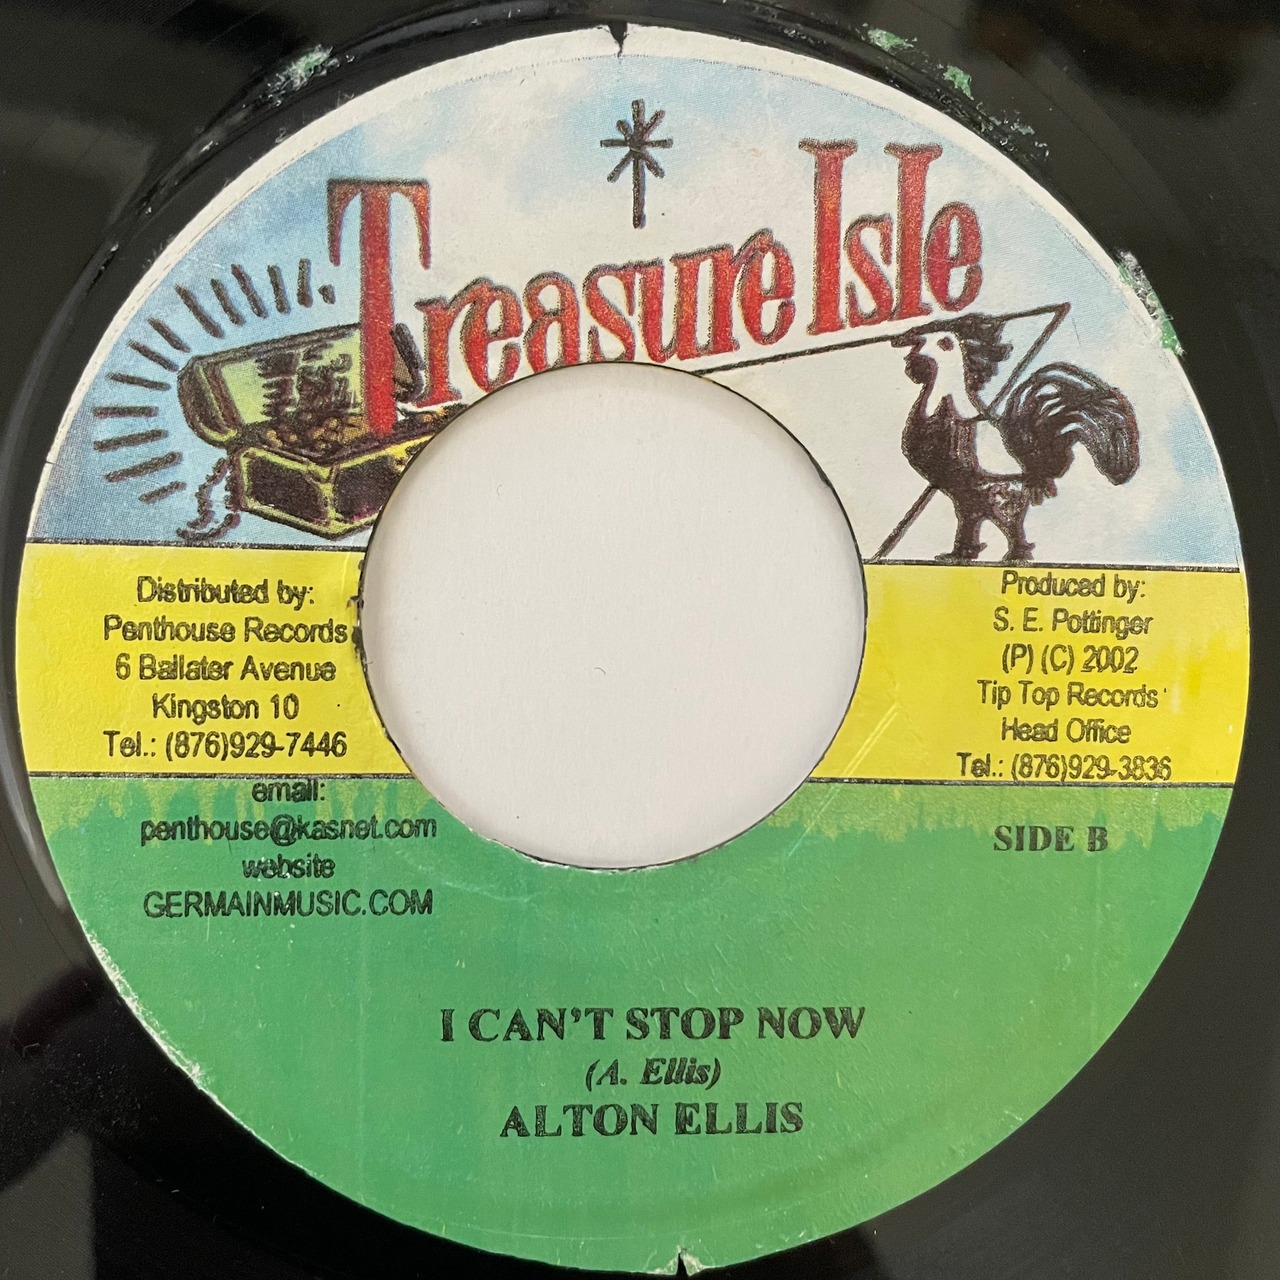 Treasure Isle
Distributed by:
Penthouse Records
6 Ballater Avenue
Kingston 10
Tel.: (876)929-7446
email:
penthouse@kasnet.com
website
GERMAINMUSIC.COM
Produced by:
S. E. Pottinger
(P) (C) 2002
Tip Top Records
Head Office
Tel.: (876)929-3836
SIDE B
I CAN'T STOP NOW
(A. Ellis)
ALTON ELLIS